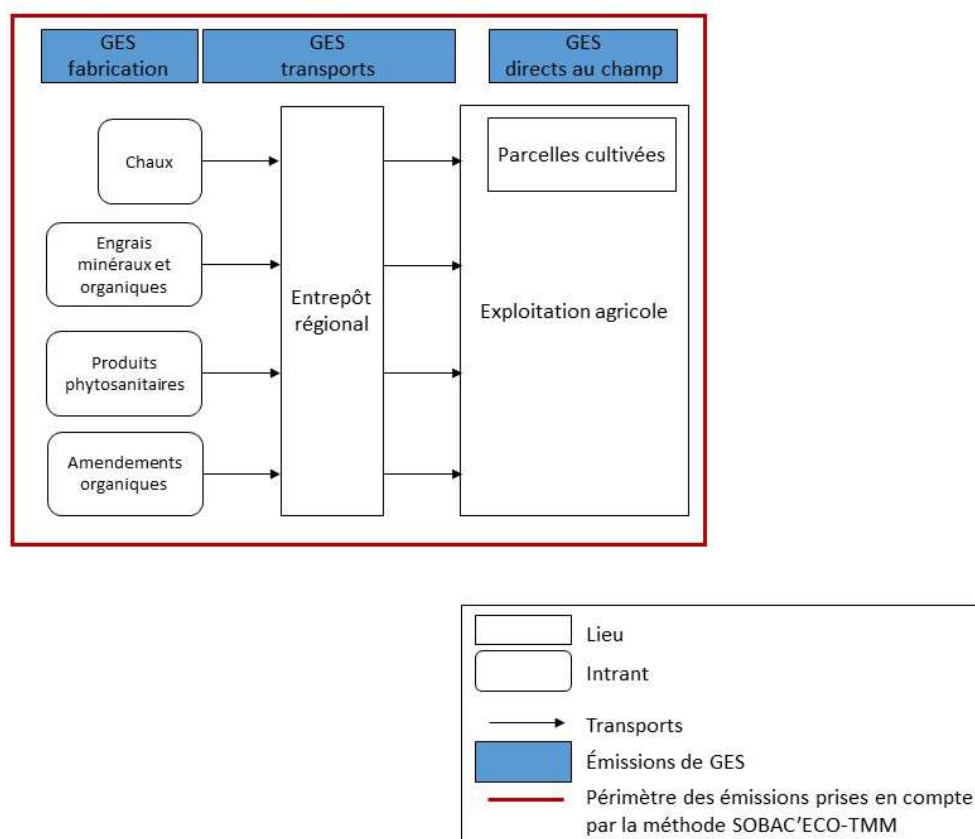 GES
fabrication
GES
transports
GES
directs au champ
Chaux
Engrais
minéraux et
organiques
Produits
phytosanitaires
Amendements
organiques
Entrepôt
régional
Parcelles cultivées
Exploitation agricole
Lieu
Intrant
Transports
Émissions de GES
Périmètre des émissions prises en compte
par la méthode SOBAC’ECO-TMM